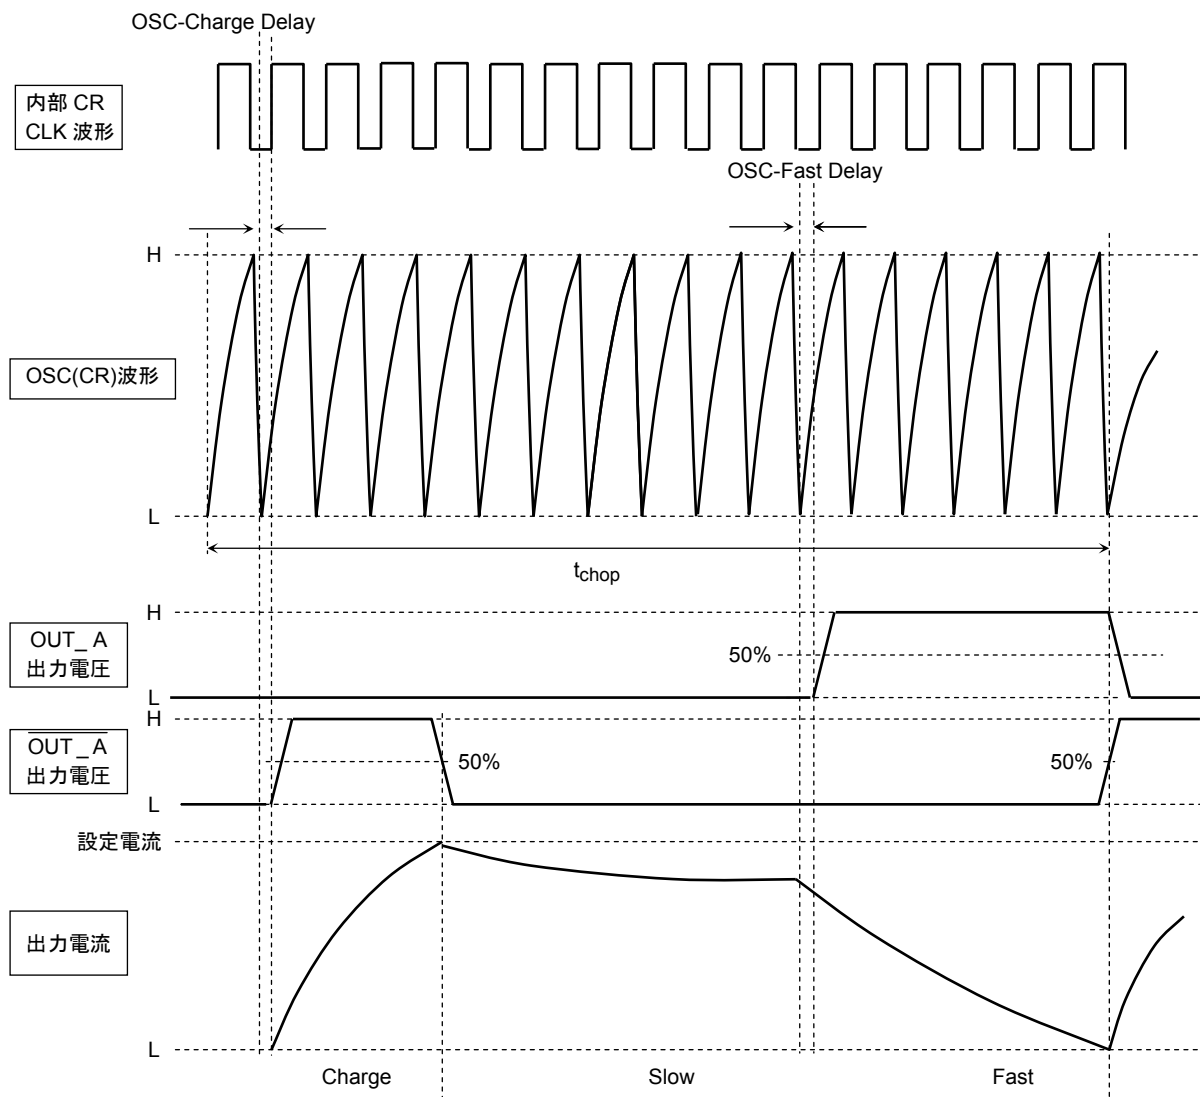 OSC-Charge Delay
内部 CR
CLK 波形
OSC-Fast Delay
H
OSC(CR)波形
L
tchop
H
OUT_ A
出力電圧
50%
L
H
OUT_A
出力電圧
50%
50%
L
設定電流
出力電流
L
Charge
Slow
Fast